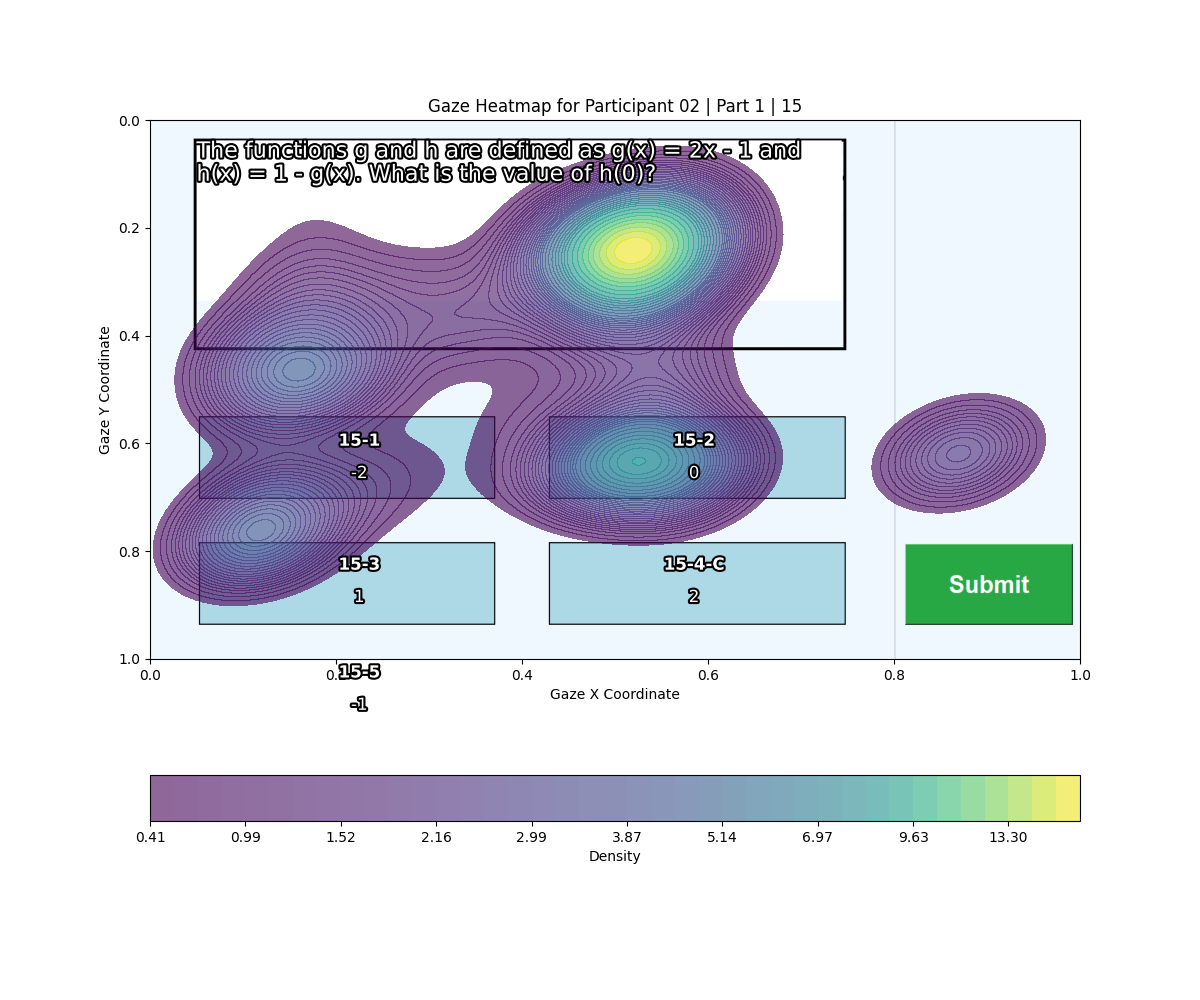 Gaze Heatmap for Participant 02 | Part 1 | 15
0.0
0.2
0.4
0.6
0.8
1.0
Gaze Y Coordinate
The functions g and h are defined as g(x) = 2x - 1 and
h(x) = 1 - g(x). What is the value of h(0)?
15-1
-2
15-2
0
15-3
1
15-4-C
2
Submit
0.0 0.4 0.6 0.8 1.0
15-5
-1
Gaze X Coordinate
0.41 0.99 1.52 2.16 2.99 3.87 5.14 6.97 9.63 13.30
Density